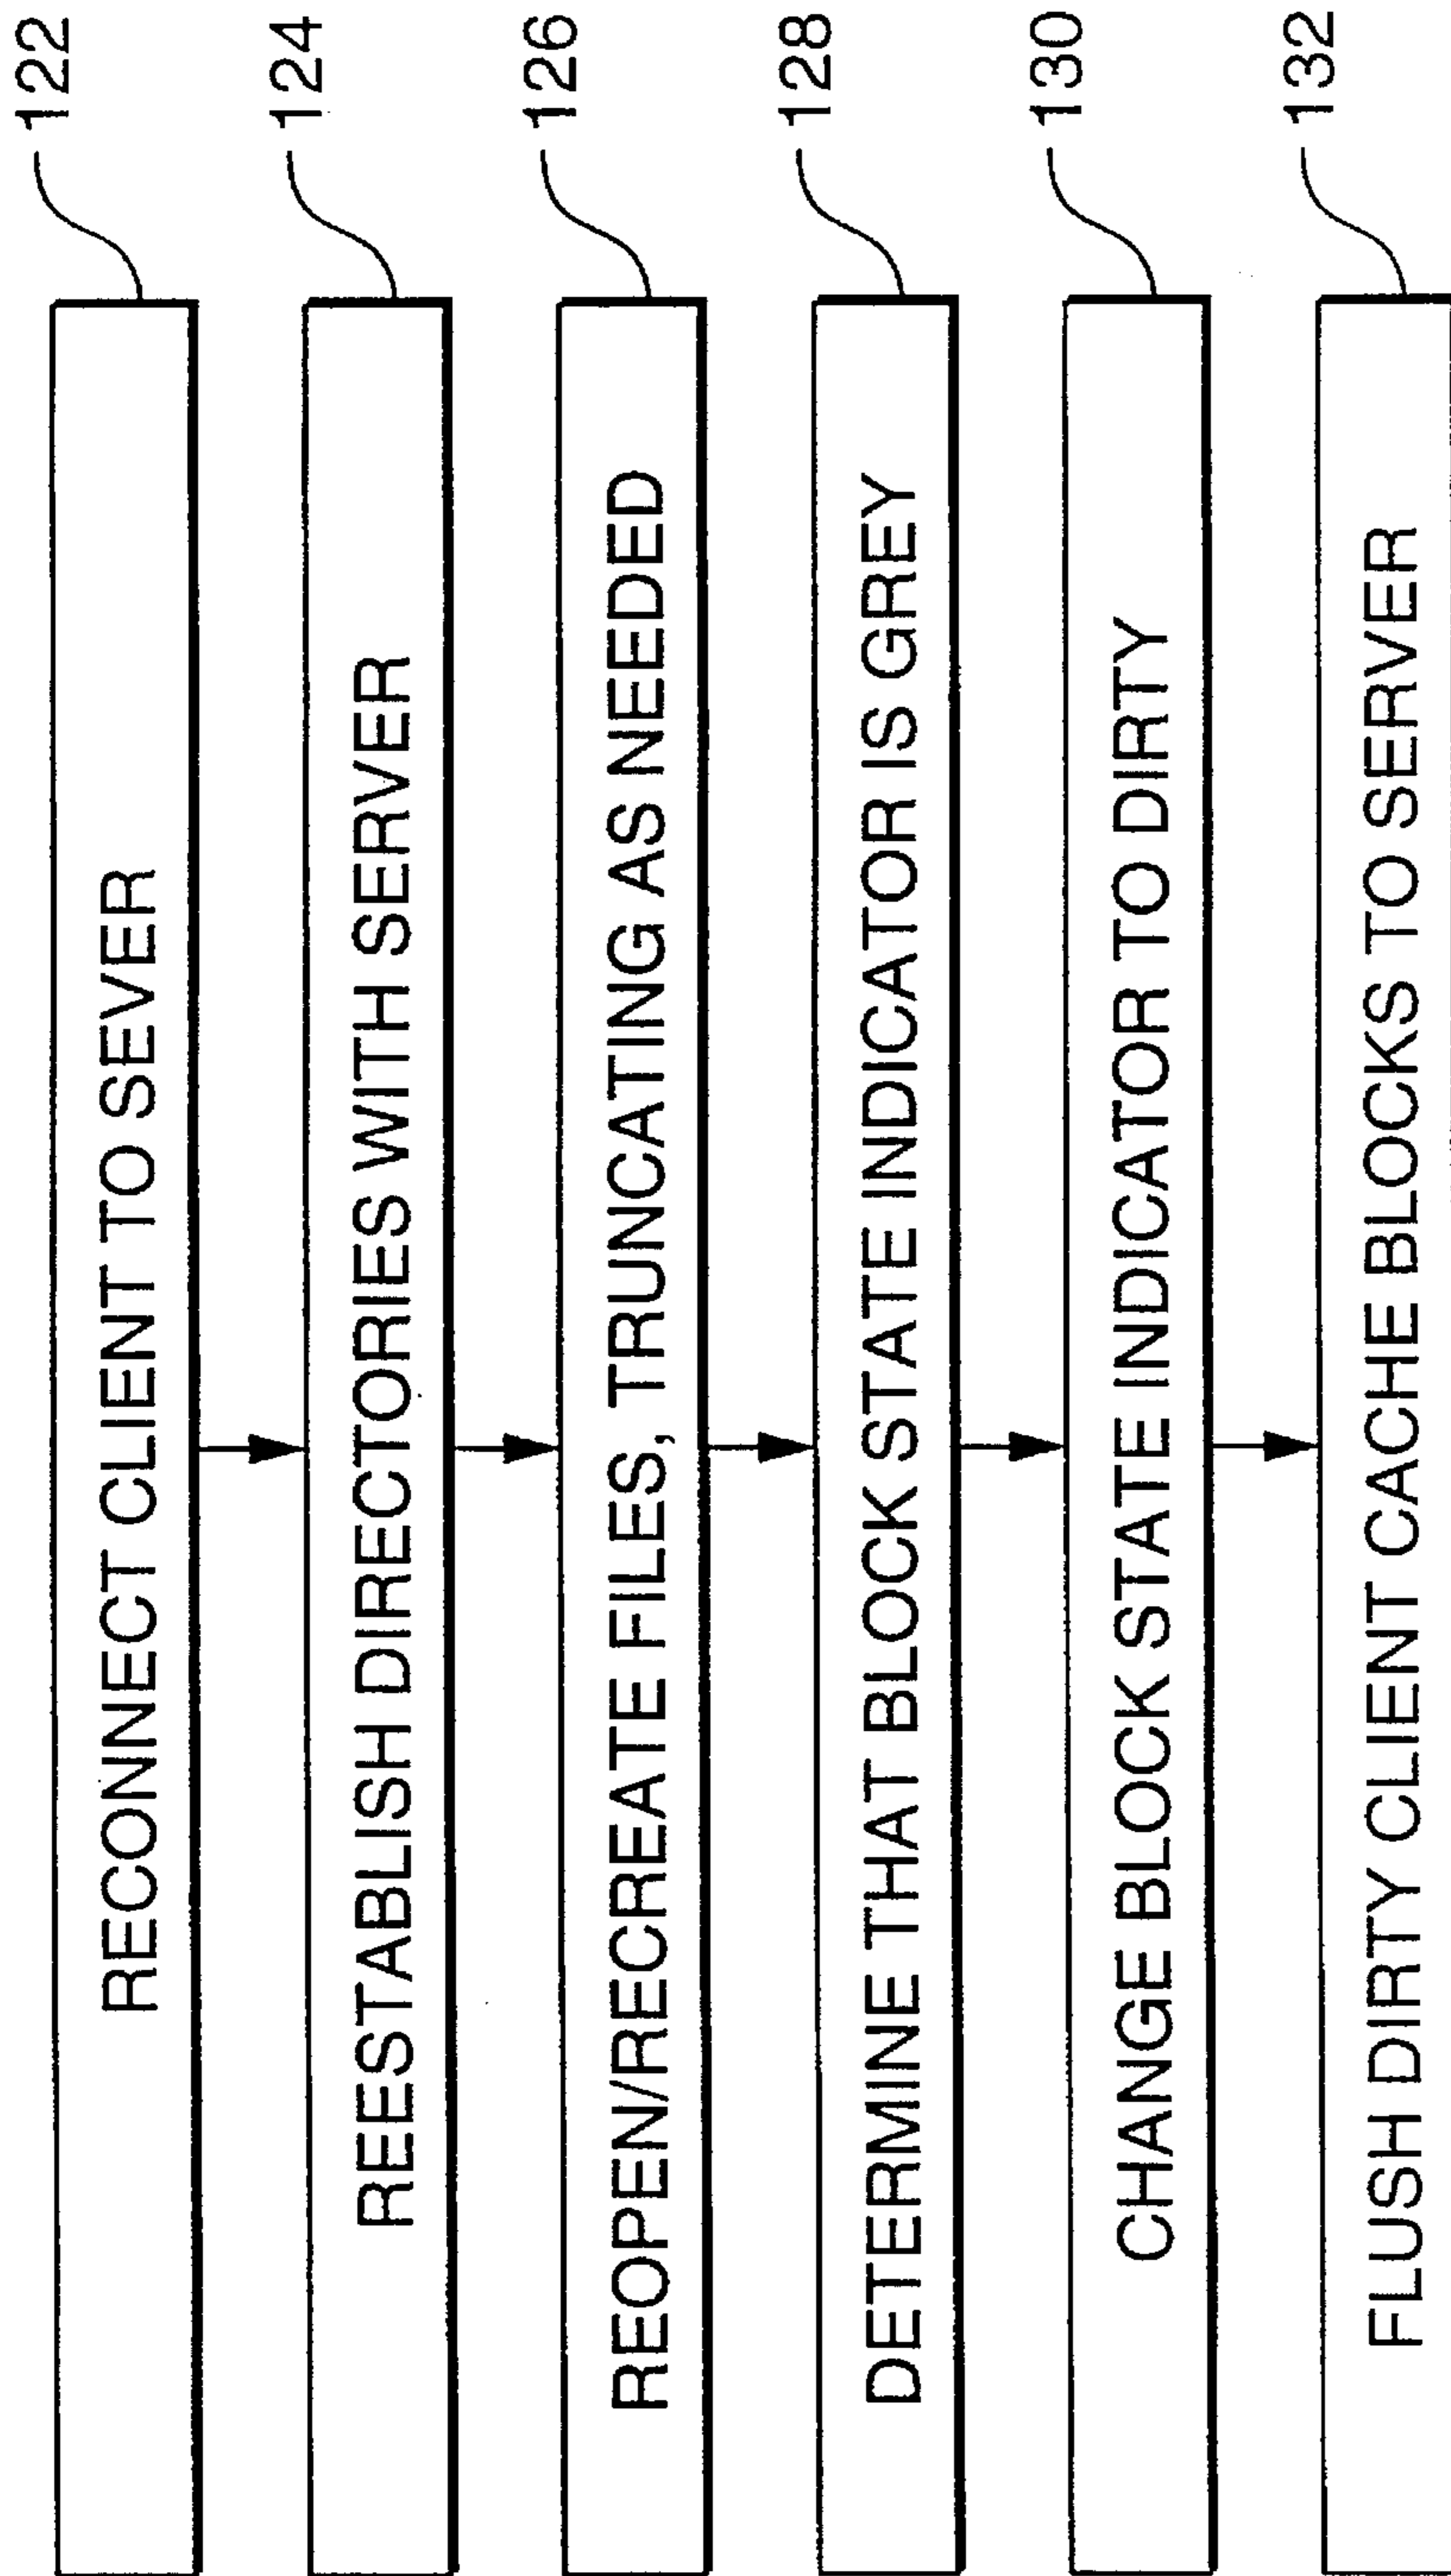 RECONNECT CLIENT TO SEVER
122
REESTABLISH DIRECTORIES WITH SERVER
124
REOPEN/RECREATE FILES, TRUNCATING AS NEEDED
126
DETERMINE THAT BLOCK STATE INDICATOR IS GREY
128
CHANGE BLOCK STATE INDICATOR TO DIRTY
130
FLUSH DIRTY CLIENT CACHE BLOCKS TO SERVER
132